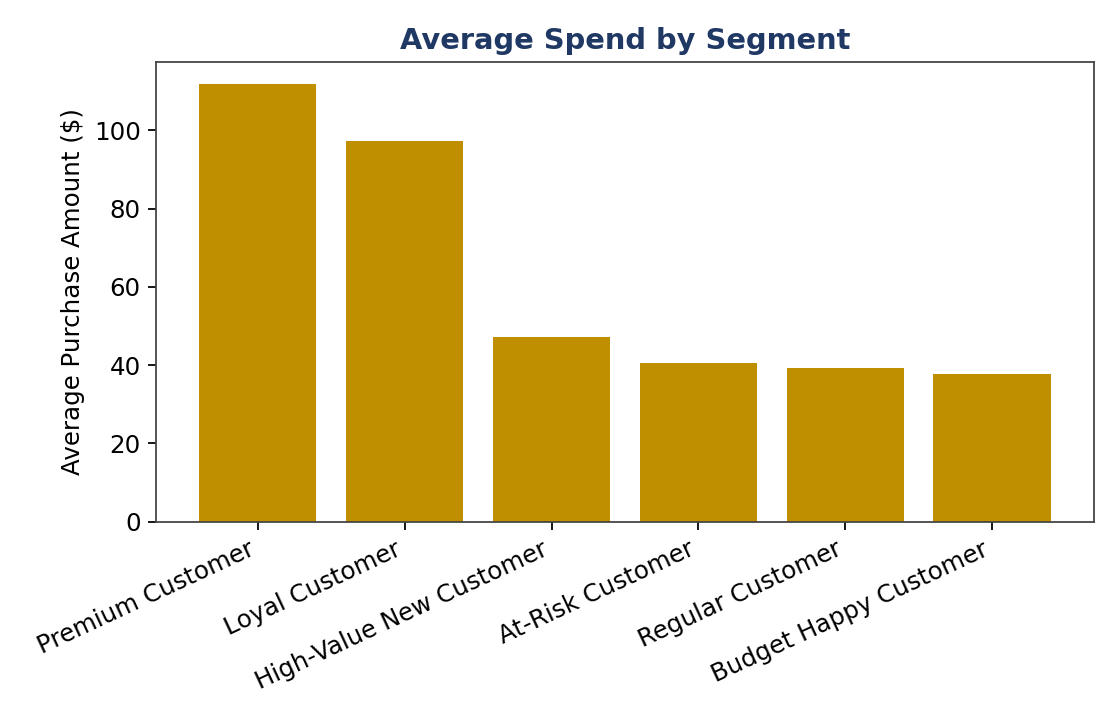 Average Spend by Segment
Average Purchase Amount ($)
100
80
60
40
20
0
Premium Customer
Loyal Customer
High-Value New Customer
At-Risk Customer
Regular Customer
Budget Happy Customer